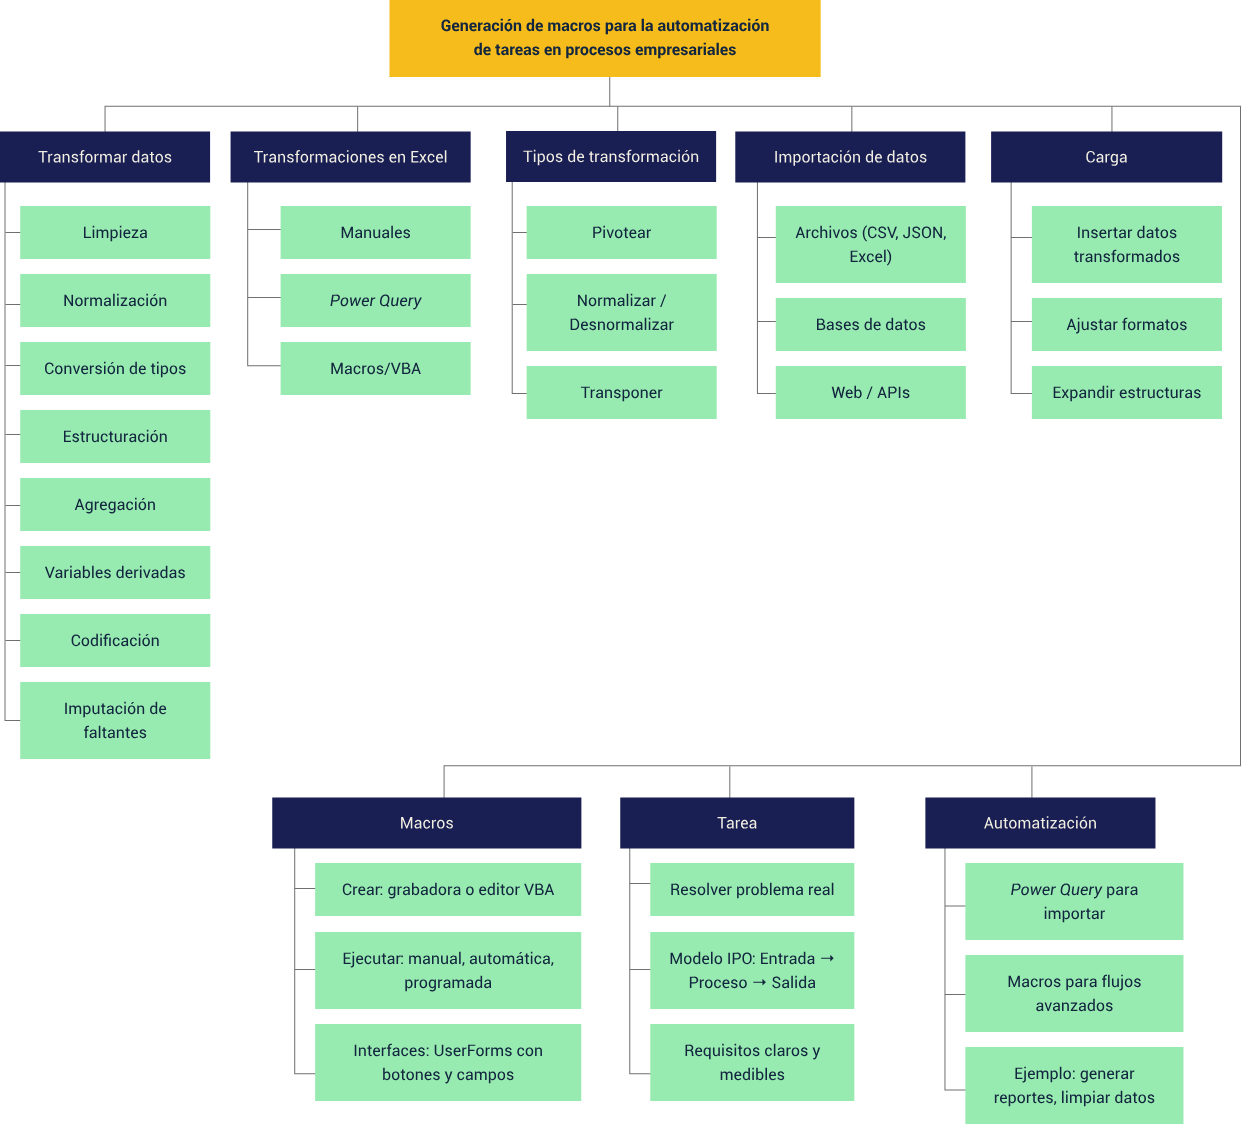 Generación de macros para la automatización
de tareas en procesos empresariales
Transformar datos
Limpieza
Normalización
Conversión de tipos
Estructuración
Agregación
Variables derivadas
Codificación
Imputación de
faltantes
Transformaciones en Excel
Manuales
Power Query
Macros/VBA
Tipos de transformación
Pivotear
Normalizar /
Desnormalizar
Transponer
Importación de datos
Archivos (CSV, JSON,
Excel)
Bases de datos
Web / APIs
Carga
Insertar datos
transformados
Ajustar formatos
Expandir estructuras
Macros
Crear: grabadora o editor VBA
Ejecutar: manual, automática,
programada
Interfaces: UserForms con
botones y campos
Tarea
Resolver problema real
Modelo IPO: Entrada →
Proceso → Salida
Requisitos claros y
medibles
Automatización
Power Query para
importar
Macros para flujos
avanzados
Ejemplo: generar
reportes, limpiar datos